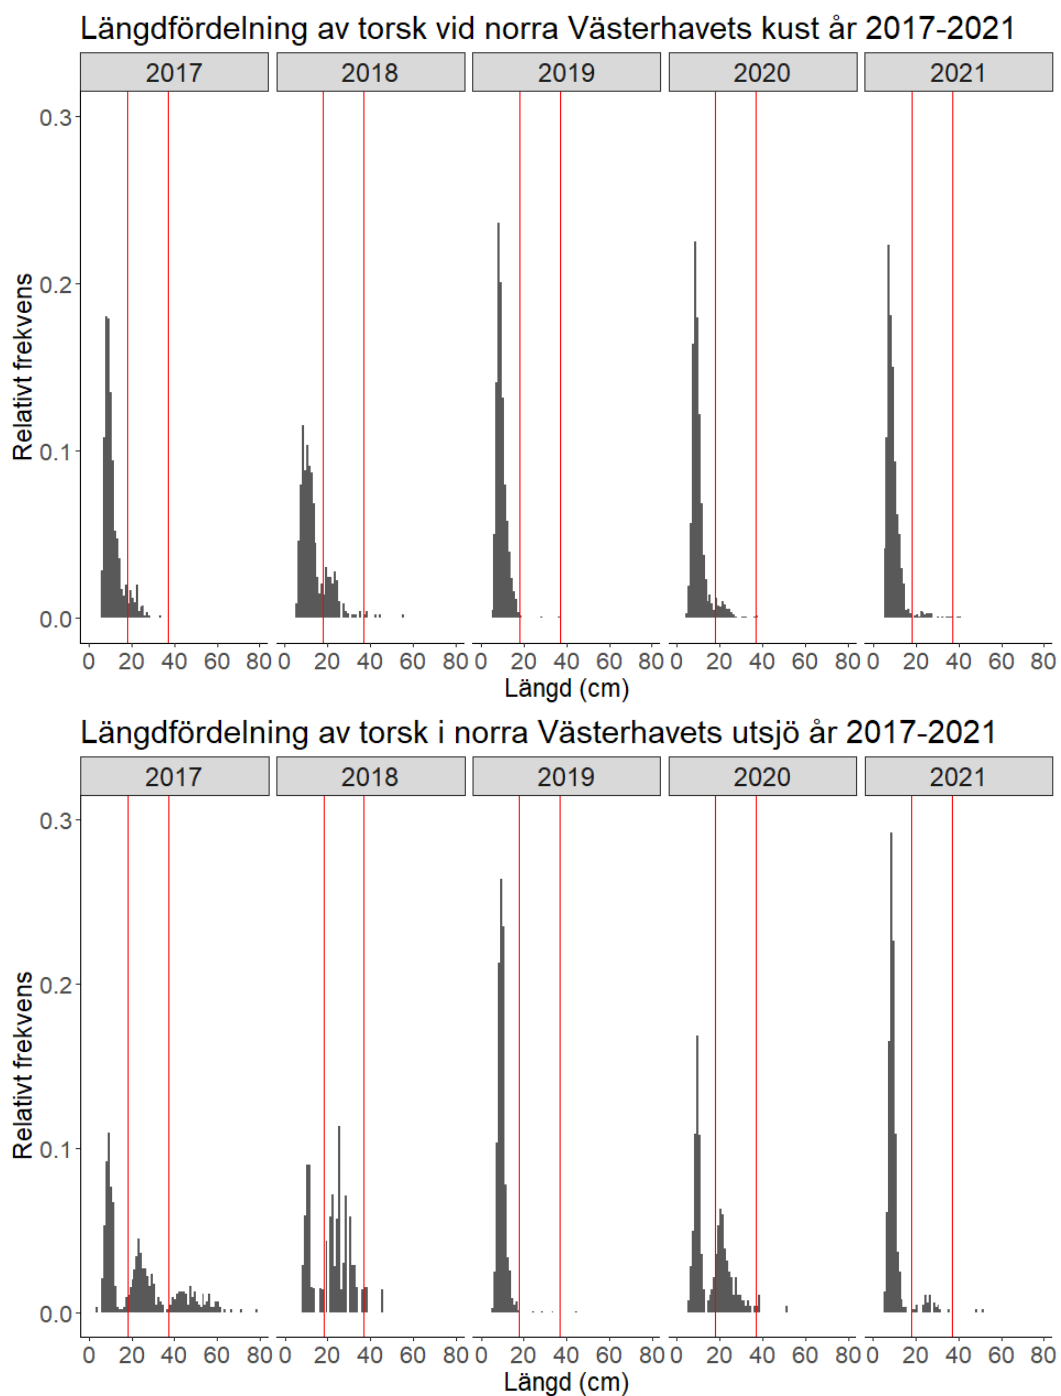 Längdfördelning av torsk vid norra Västerhavets kust år 2017-2021
2017 2018 2019 2020 2021
0.3
0.2
0.1
0.0
Relativt frekvens
0 20 40 60 80 0 20 40 60 80 0 20 40 60 80 0 20 40 60 80 0 20 40 60 80
Längd (cm)
Längdfördelning av torsk i norra Västerhavets utsjö år 2017-2021
2017 2018 2019 2020 2021
0.3
0.2
0.1
0.0
Relativt frekvens
0 20 40 60 80 0 20 40 60 80 0 20 40 60 80 0 20 40 60 80 0 20 40 60 80
Längd (cm)